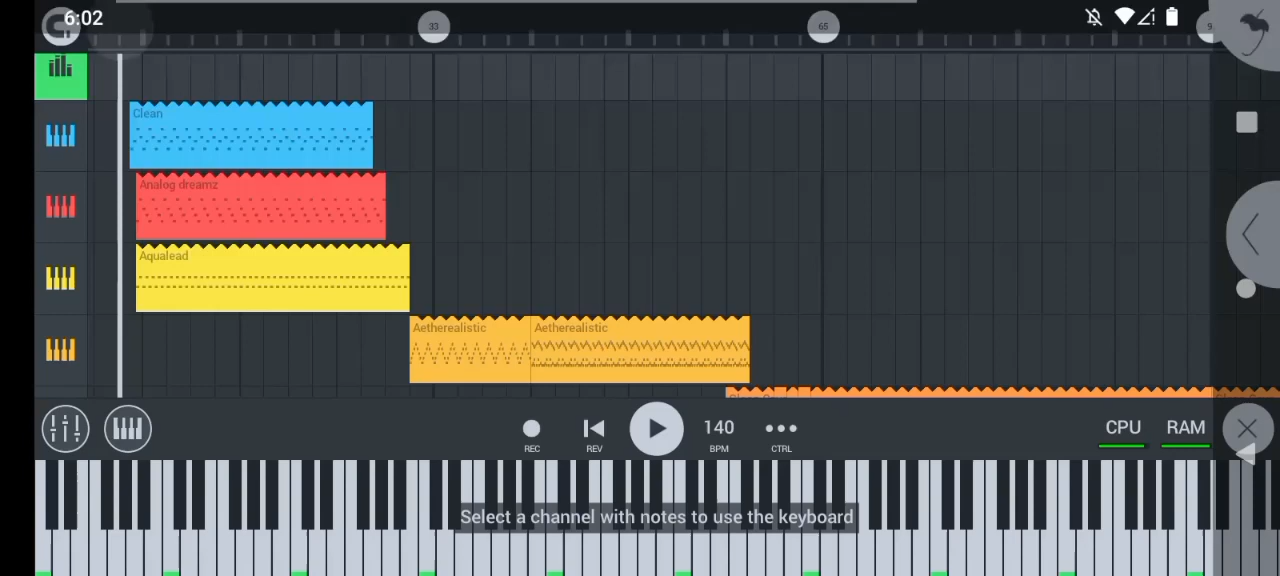 6:02
33
65
9
Clean
Analog dreamz
Aqualead
Aetherealistic Aetherealistic
REC
REV
140
BPM
CTRL
CPU
RAM
Select a channel with notes to use the keyboard